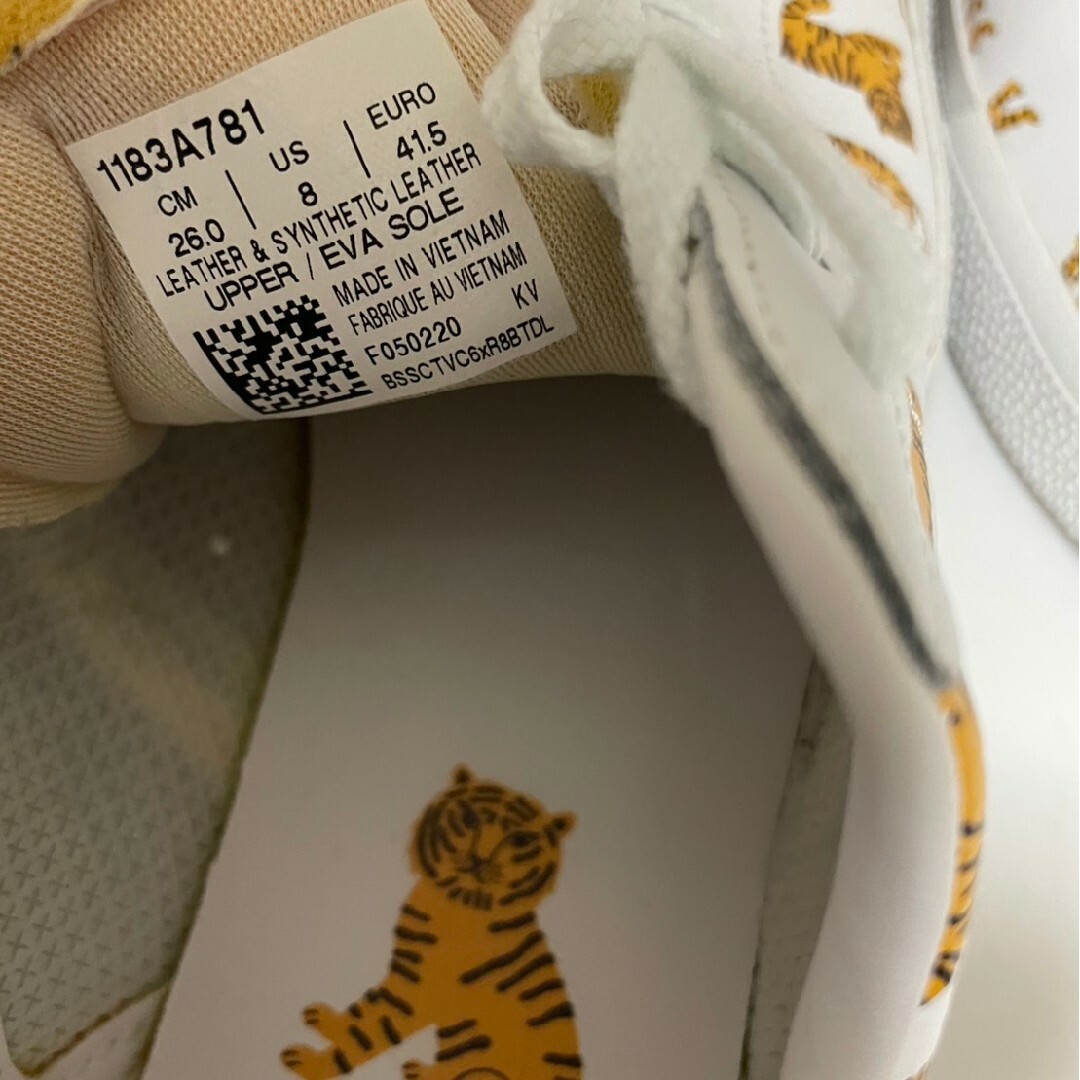 1183A781
CM | US | EURO
26.0 | 8 | 41.5
LEATHER & SYNTHETIC LEATHER
UPPER / EVA SOLE
MADE IN VIETNAM
FABRIQUE AU VIETNAM
F050220 KV
BSSCTVC6xR8BTDL